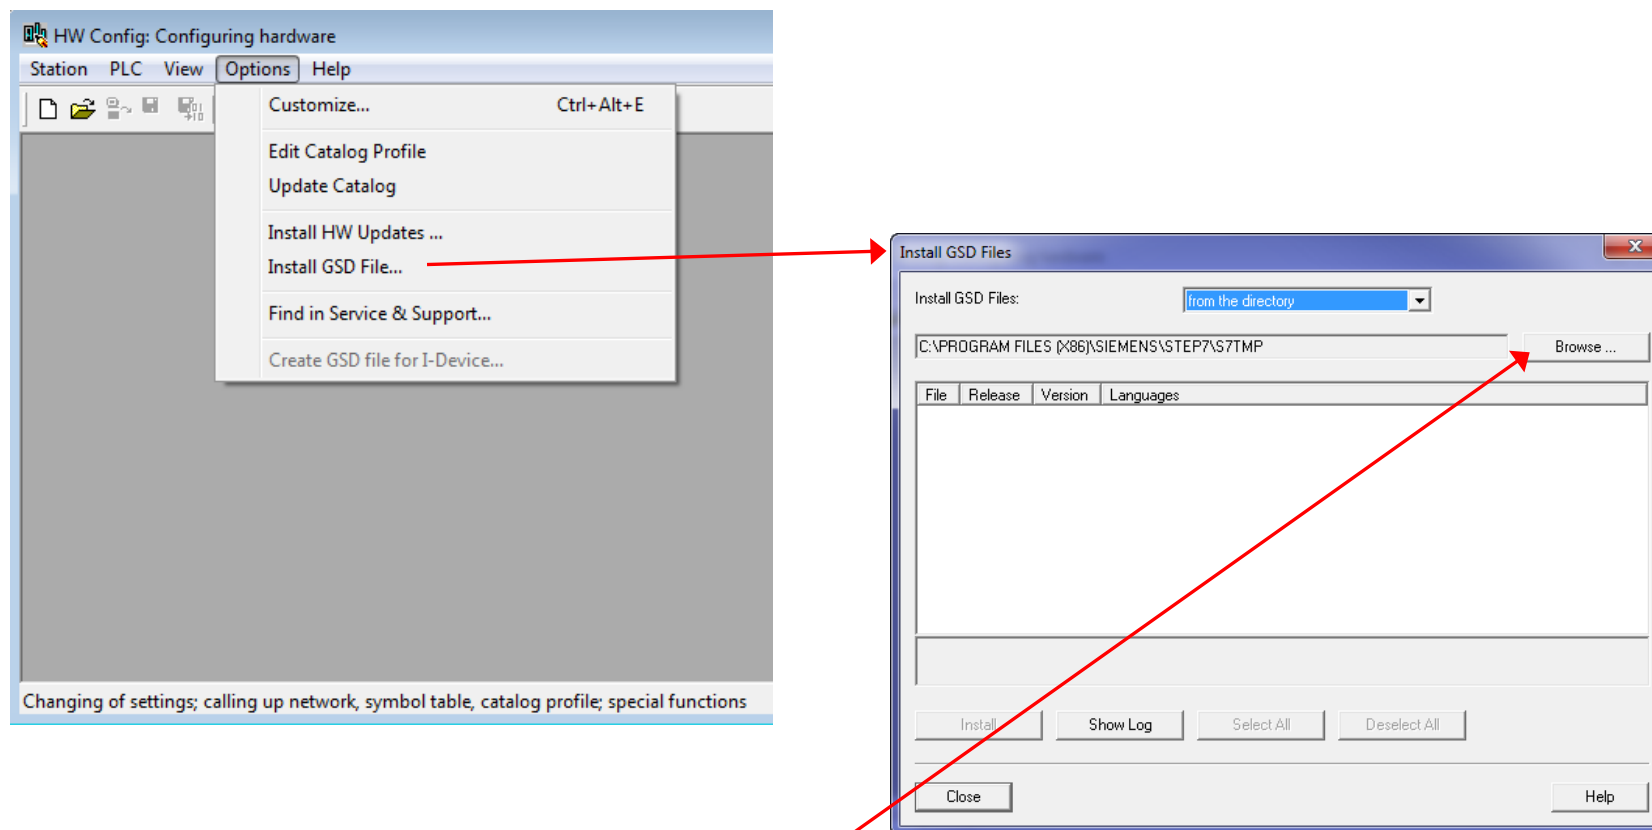 HW Config: Configuring hardware
Station PLC View Options Help
Customize... Ctrl+Alt+E
Edit Catalog Profile
Update Catalog
Install HW Updates ...
Install GSD File...
Find in Service & Support...
Create GSD file for I-Device...
Changing of settings; calling up network, symbol table, catalog profile; special functions
Install GSD Files
Install GSD Files: from the directory
C:\PROGRAM FILES (X86)\SIEMENS\STEP7\S7TMP Browse ...
File Release Version Languages
Install Show Log Select All Deselect All
Close Help